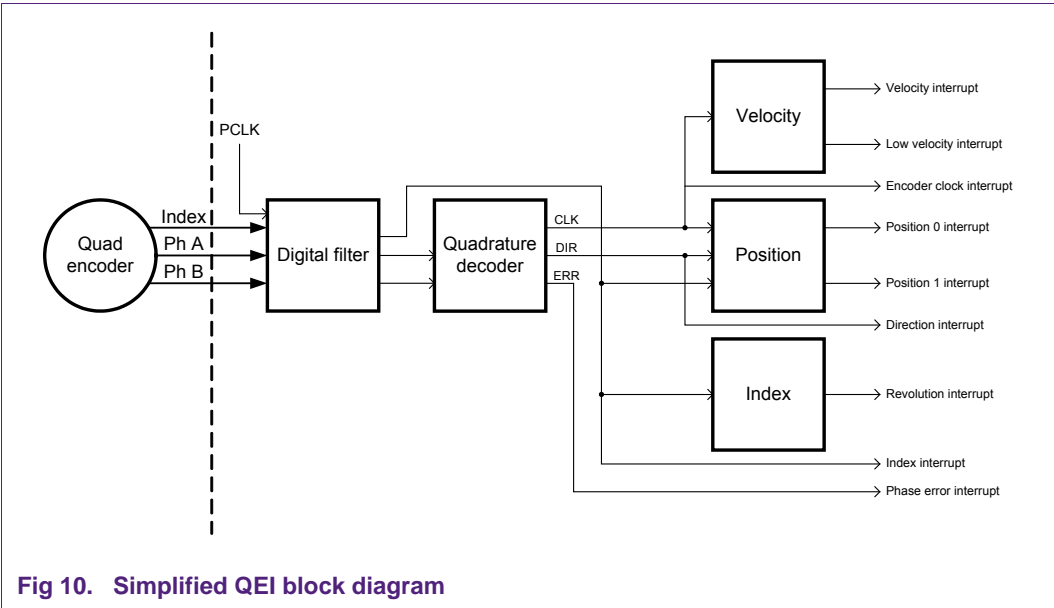 Velocity interrupt
Velocity
PCLK
Low velocity interrupt
Encoder clock interrupt
Index
CLK
Position 0 interrupt
Quad
encoder
Ph A
Digital filter
Quadrature
decoder
DIR
Position
Ph B
ERR
Position 1 interrupt
Direction interrupt
Index
Revolution interrupt
Index interrupt
Phase error interrupt
Fig 10. Simplified QEI block diagram